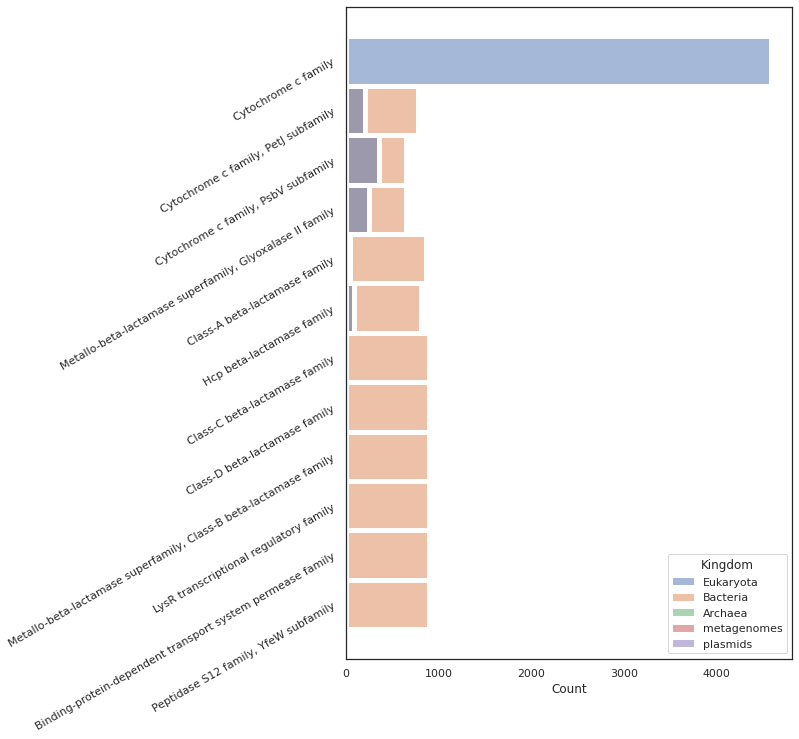 Cytochrome c family
Cytochrome c family, PetJ subfamily
Cytochrome c family, PsbV subfamily
Metallo-beta-lactamase superfamily, Glyoxalase II family
Class-A beta-lactamase family
Hcp beta-lactamase family
Class-C beta-lactamase family
Class-D beta-lactamase family
Metallo-beta-lactamase superfamily, Class-B beta-lactamase family
LysR transcriptional regulatory family
Binding-protein-dependent transport system permease family
Peptidase S12 family, YfeW subfamily
Kingdom
Eukaryota
Bacteria
Archaea
metagenomes
plasmids
0 1000 2000 3000 4000
Count